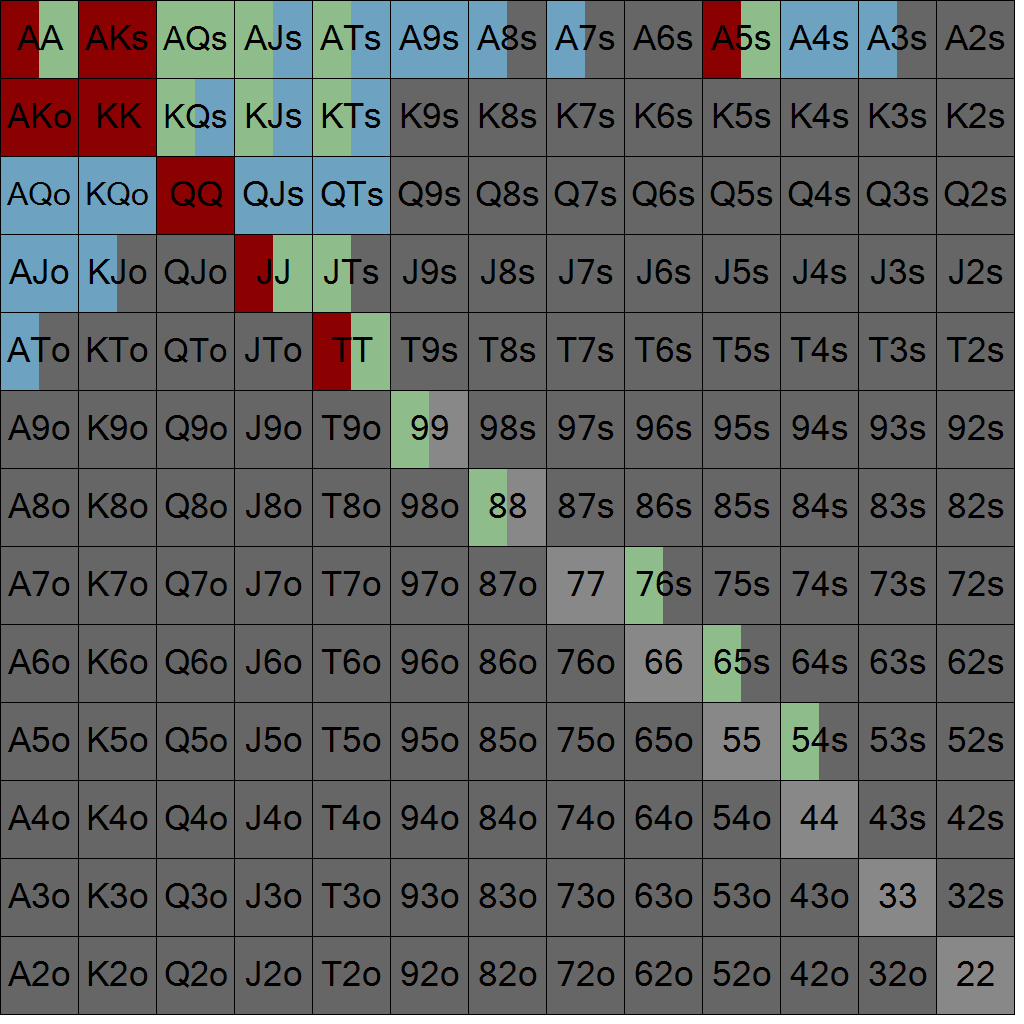 AA AKs AQs AJs ATs A9s A8s A7s A6s A5s A4s A3s A2s
AKo KK KQs KJs KTs K9s K8s K7s K6s K5s K4s K3s K2s
AQo KQo QQ QJs QTs Q9s Q8s Q7s Q6s Q5s Q4s Q3s Q2s
AJo KJo QJo JJ JTs J9s J8s J7s J6s J5s J4s J3s J2s
ATo KTo QTo JTo TT T9s T8s T7s T6s T5s T4s T3s T2s
A9o K9o Q9o J9o T9o 99 98s 97s 96s 95s 94s 93s 92s
A8o K8o Q8o J8o T8o 98o 88 87s 86s 85s 84s 83s 82s
A7o K7o Q7o J7o T7o 97o 87o 77 76s 75s 74s 73s 72s
A6o K6o Q6o J6o T6o 96o 86o 76o 66 65s 64s 63s 62s
A5o K5o Q5o J5o T5o 95o 85o 75o 65o 55 54s 53s 52s
A4o K4o Q4o J4o T4o 94o 84o 74o 64o 54o 44 43s 42s
A3o K3o Q3o J3o T3o 93o 83o 73o 63o 53o 43o 33 32s
A2o K2o Q2o J2o T2o 92o 82o 72o 62o 52o 42o 32o 22